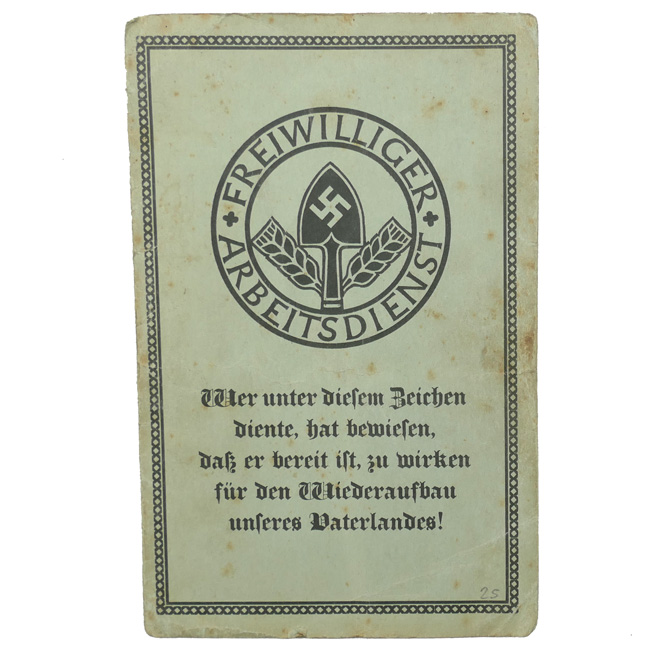 FREIWILLIGER
ARBEITSDIENST
Wer unter diesem Zeichen
diente, hat bewiesen,
daß er bereit ist, zu wirken
für den Wiederaufbau
unseres Vaterlandes!
25